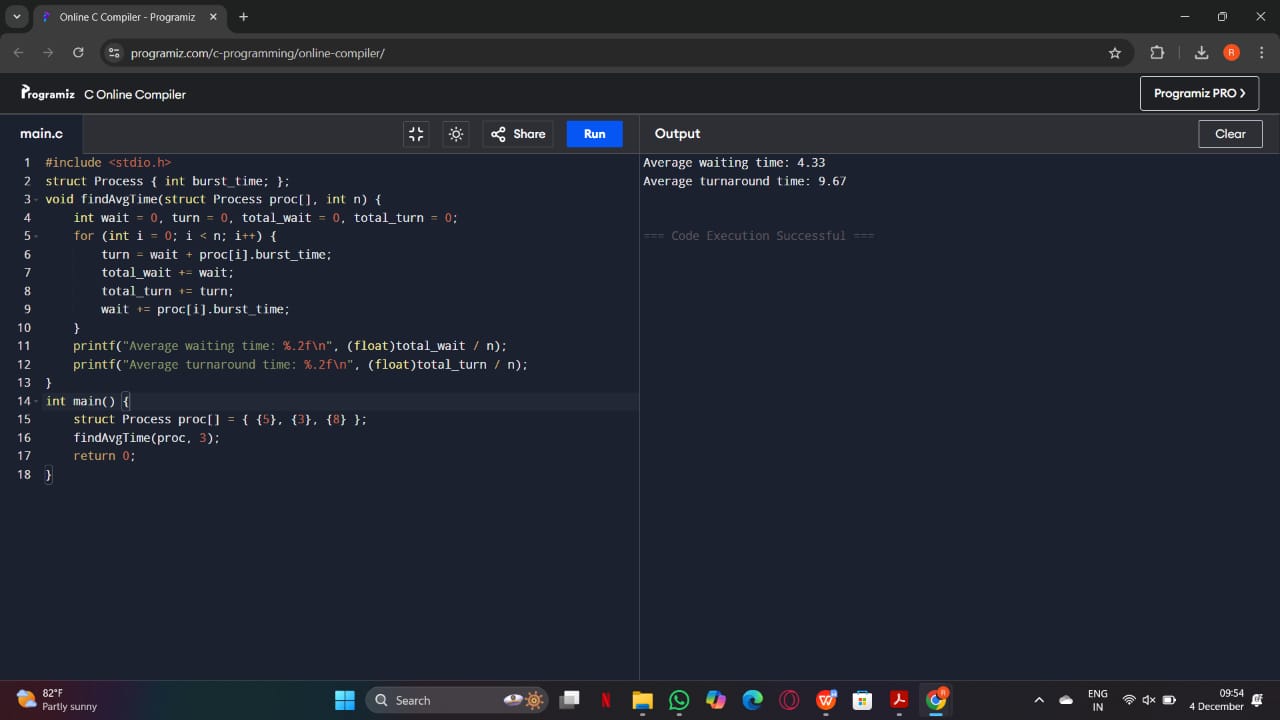 Online C Compiler - Programiz
programiz.com/c-programming/online-compiler/
R
Programiz C Online Compiler
Programiz PRO
main.c
Share
Run
Output
Clear
1 #include <stdio.h>
2 struct Process { int burst_time; };
3 void findAvgTime(struct Process proc[], int n) {
4 int wait = 0, turn = 0, total_wait = 0, total_turn = 0;
5 for (int i = 0; i < n; i++) {
6 turn = wait + proc[i].burst_time;
7 total_wait += wait;
8 total_turn += turn;
9 wait += proc[i].burst_time;
10 }
11 printf("Average waiting time: %.2f\n", (float)total_wait / n);
12 printf("Average turnaround time: %.2f\n", (float)total_turn / n);
13 }
14 int main() {
15 struct Process proc[] = { {5}, {3}, {8} };
16 findAvgTime(proc, 3);
17 return 0;
18 }
Average waiting time: 4.33
Average turnaround time: 9.67
=== Code Execution Successful ===
82°F
Partly sunny
Search
ENG
IN
09:54
4 December